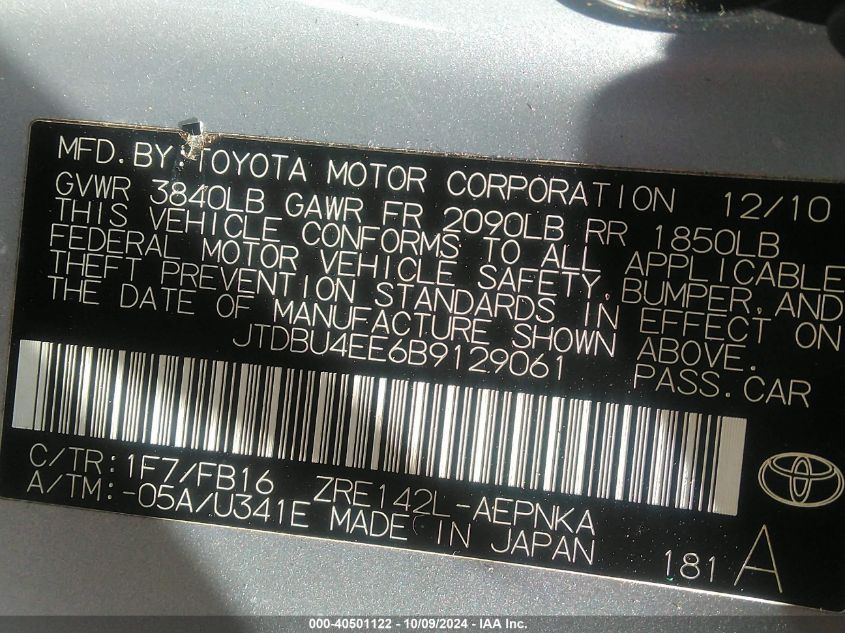 MFD. BY: TOYOTA MOTOR CORPORATION 12/10
GVWR 3840LB GAWR FR 2090LB RR 1850LB
THIS VEHICLE CONFORMS TO ALL APPLICABLE
FEDERAL MOTOR VEHICLE SAFETY, BUMPER, AND
THEFT PREVENTION STANDARDS IN EFFECT ON
THE DATE OF MANUFACTURE SHOWN ABOVE.
JTDBU4EE6B9129061 PASS. CAR
C/TR: 1F7/FB16 ZRE142L-AEPNKA
A/TM: -05A/U341E MADE IN JAPAN 181 A
000-40501122 - 10/09/2024 - IAA Inc.